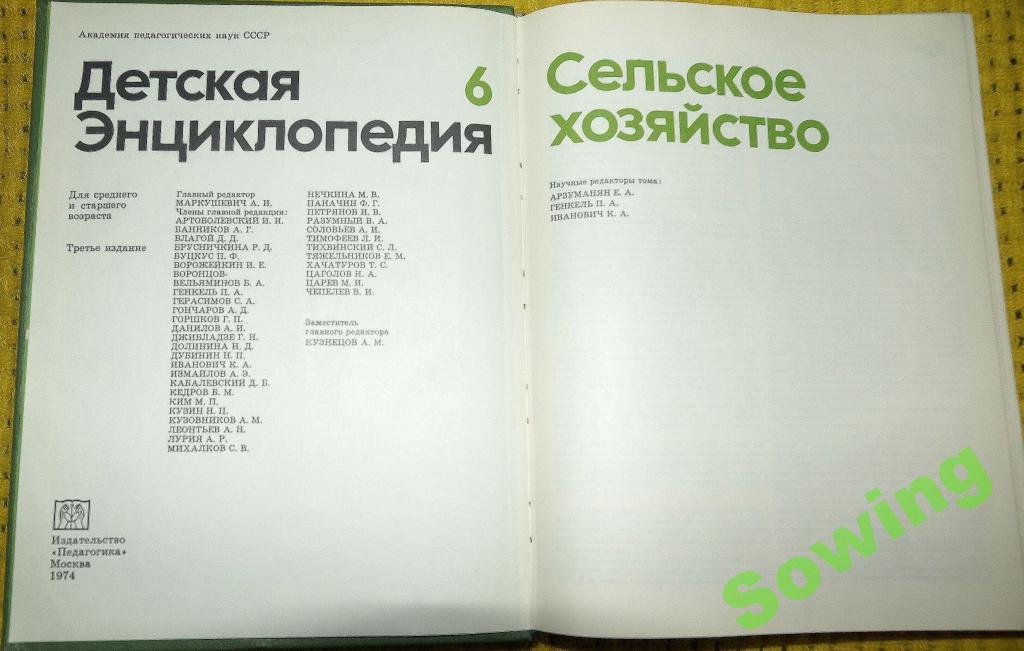 Академия педагогических наук СССР
Детская 6
Энциклопедия
Для среднего
и старшего
возраста
Третье издание
Главный редактор
МАРКУШЕВИЧ А. И.
Члены главной редакции:
АРТОБОЛЕВСКИЙ И. И.
БАННИКОВ А. Г.
БЛАГОЙ Д. Д.
БРУСНИЧКИНА Р. Д.
БУЦКУС П. Ф.
ВОРОЖЕЙКИН И. Е.
ВОРОНЦОВ-
ВЕЛЬЯМИНОВ Б. А.
ГЕНКЕЛЬ П. А.
ГЕРАСИМОВ С. А.
ГОНЧАРОВ А. Д.
ГОРШКОВ Г. П.
ДАНИЛОВ А. И.
ДЖИБЛАДЗЕ Г. Н.
ДОЛИНИНА Н. Д.
ДУБИНИН Н. П.
ИВАНОВИЧ К. А.
ИЗМАЙЛОВ А. Э.
КАБАЛЕВСКИЙ Д. Б.
КЕДРОВ Б. М.
КИМ М. П.
КУЗИН Н. П.
КУЗОВНИКОВ А. М.
ЛЕОНТЬЕВ А. Н.
ЛУРИЯ А. Р.
МИХАЛКОВ С. В.
НЕЧКИНА М. В.
ПАНАЧИН Ф. Г.
ПЕТРЯНОВ И. В.
РАЗУМНЫЙ В. А.
СОЛОВЬЕВ А. И.
ТИМОФЕЕВ Л. И.
ТИХВИНСКИЙ С. Л.
ТЯЖЕЛЬНИКОВ Е. М.
ХАЧАТУРОВ Т. С.
ЦАГОЛОВ Н. А.
ЦАРЕВ М. И.
ЧЕПЕЛЕВ В. И.
Заместитель
главного редактора
КУЗНЕЦОВ А. М.
Издательство
«Педагогика»
Москва
1974
Сельское
хозяйство
Научные редакторы тома:
АРЗУМАНЯН Е. А.
ГЕНКЕЛЬ П. А.
ИВАНОВИЧ К. А.
Sowing